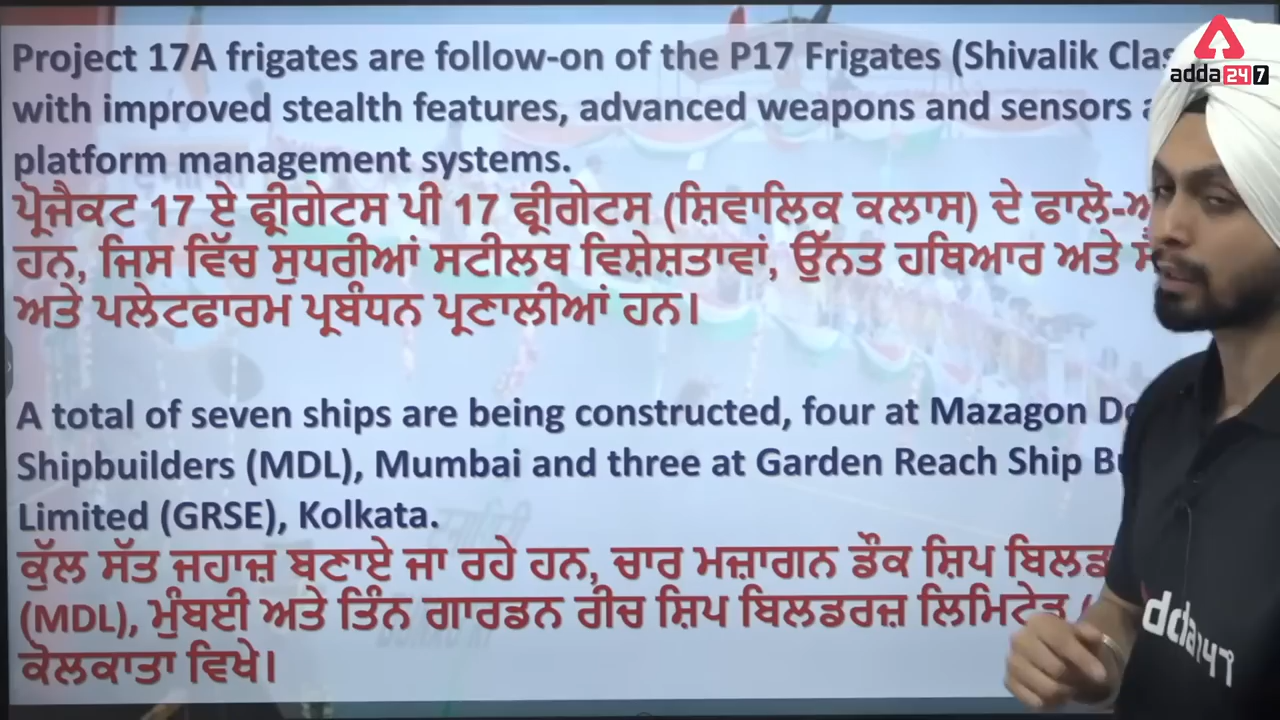 Project 17A frigates are follow-on of the P17 Frigates (Shivalik
with improved stealth features, advanced weapons and sensors
platform management systems.
ਪ੍ਰੋਜੈਕਟ 17 ਏ ਫ੍ਰੀਗੇਟਸ ਪੀ 17 ਫ੍ਰੀਗੇਟਸ (ਸ਼ਿਵਾਲਿਕ ਕਲਾਸ) ਦੇ
ਹਨ, ਜਿਸ ਵਿੱਚ ਸੁਧਰੀਆਂ ਸਟੀਲਥ ਵਿਸ਼ੇਸ਼ਤਾਵਾਂ, ਉੱਨਤ ਹਥਿਆਰ ਅਤੇ
ਅਤੇ ਪਲੇਟਫਾਰਮ ਪ੍ਰਬੰਧਨ ਪ੍ਰਣਾਲੀਆਂ ਹਨ।
A total of seven ships are being constructed, four at Mazagon
Shipbuilders (MDL), Mumbai and three at Garden Reach Ship
Limited (GRSE), Kolkata.
ਕੁੱਲ ਸੱਤ ਜਹਾਜ਼ ਬਣਾਏ ਜਾ ਰਹੇ ਹਨ, ਚਾਰ ਮਜ਼ਾਗਨ ਡੌਕ ਸ਼ਿਪ
(MDL), ਮੁੰਬਈ ਅਤੇ ਤਿੰਨ ਗਾਰਡਨ ਰੀਚ ਸ਼ਿਪ ਬਿਲਡਰਜ਼ ਲਿਮਿਟੇਡ
ਕੋਲਕਾਤਾ ਵਿਖੇ।
adda247
adda247